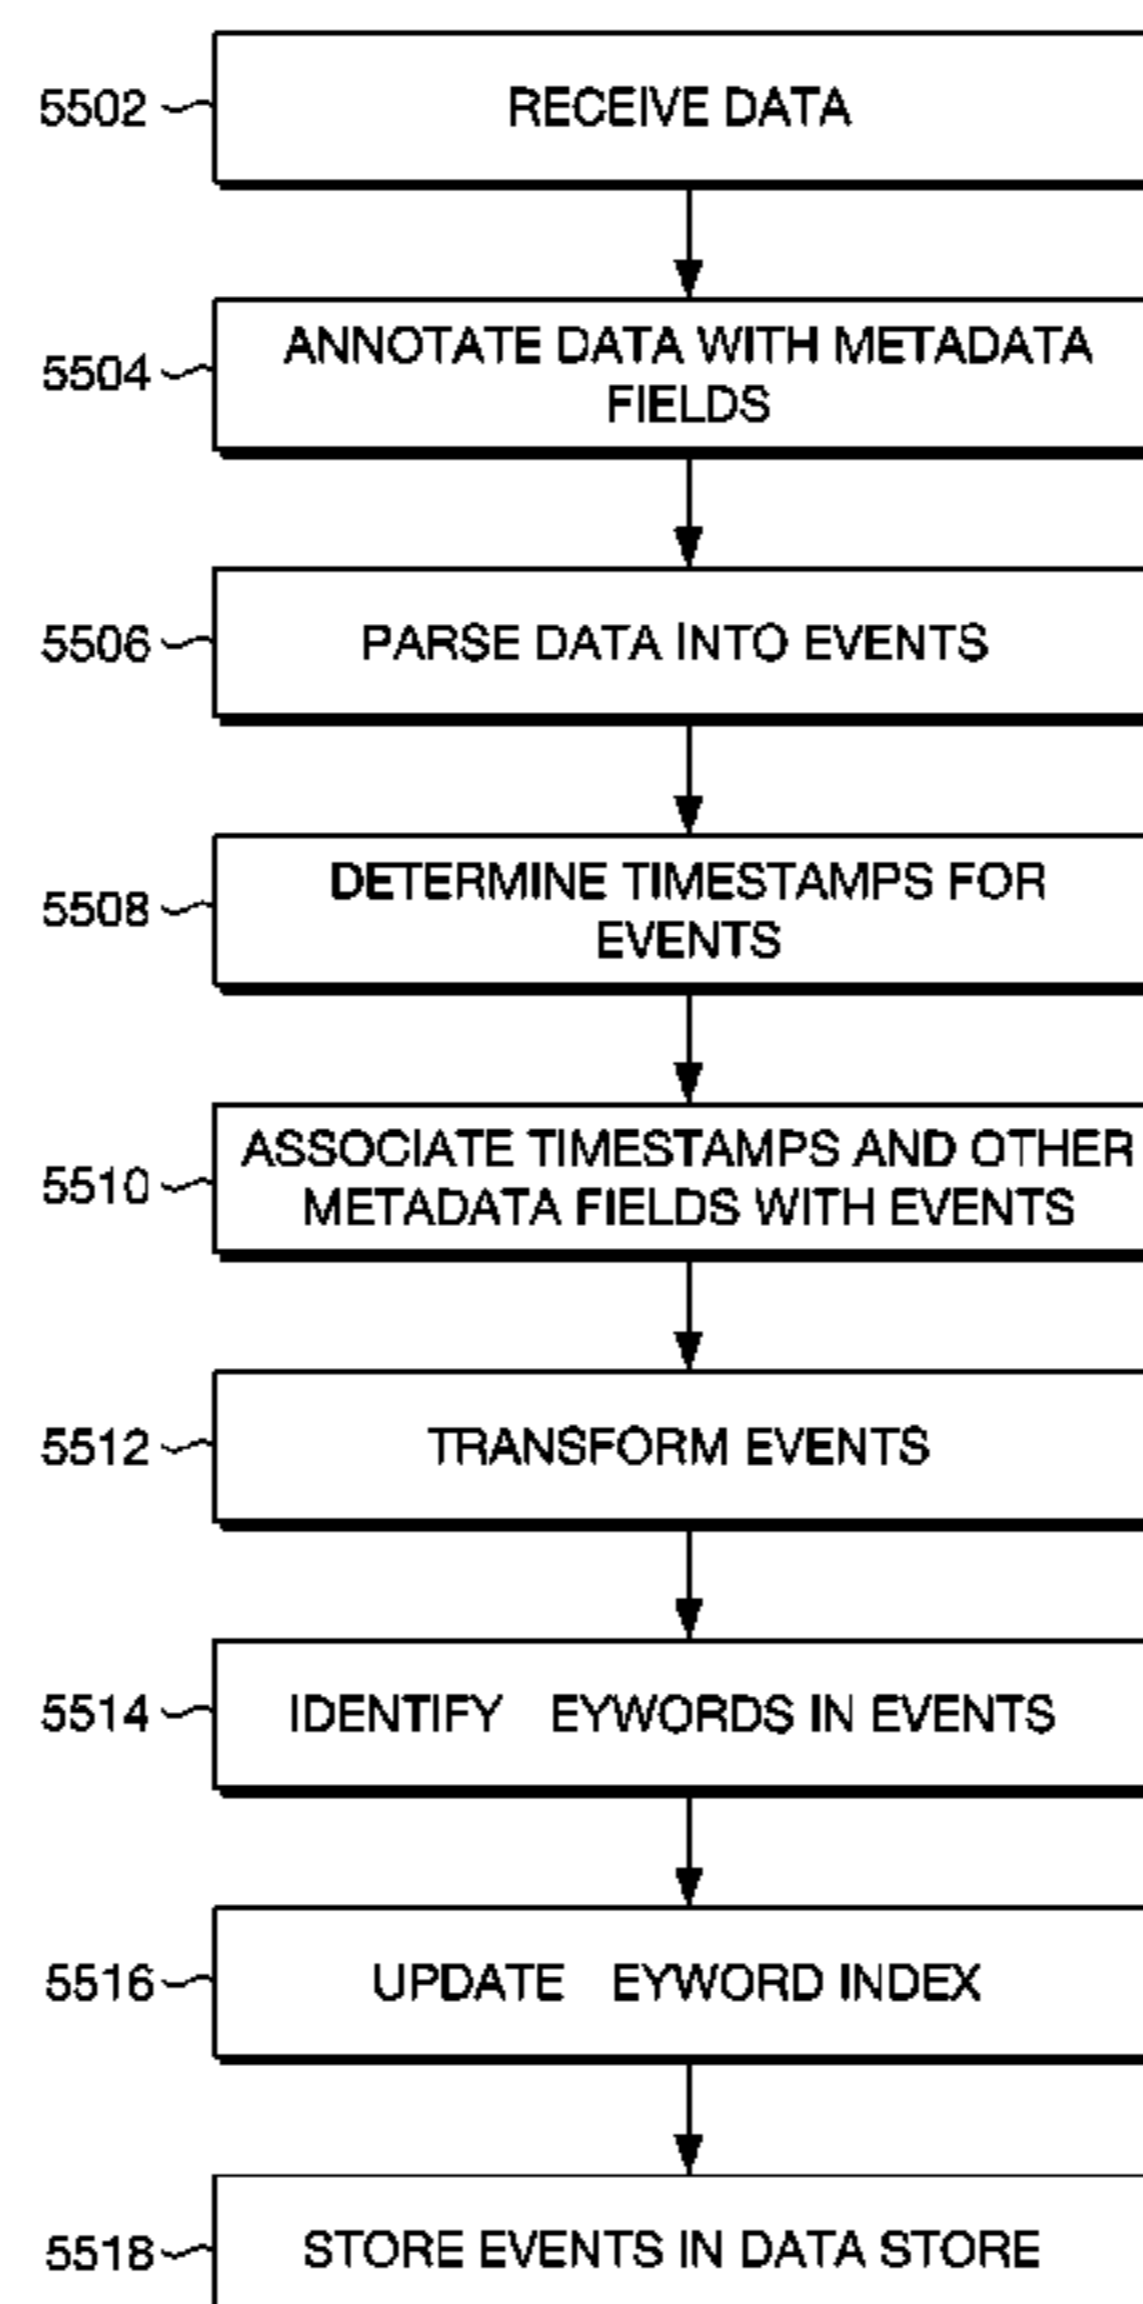 5502 RECEIVE DATA
5504 ANNOTATE DATA WITH METADATA
FIELDS
5506 PARSE DATA INTO EVENTS
5508 DETERMINE TIMESTAMPS FOR
EVENTS
5510 ASSOCIATE TIMESTAMPS AND OTHER
METADATA FIELDS WITH EVENTS
5512 TRANSFORM EVENTS
5514 IDENTIFY EYWORDS IN EVENTS
5516 UPDATE EYWORD INDEX
5518 STORE EVENTS IN DATA STORE